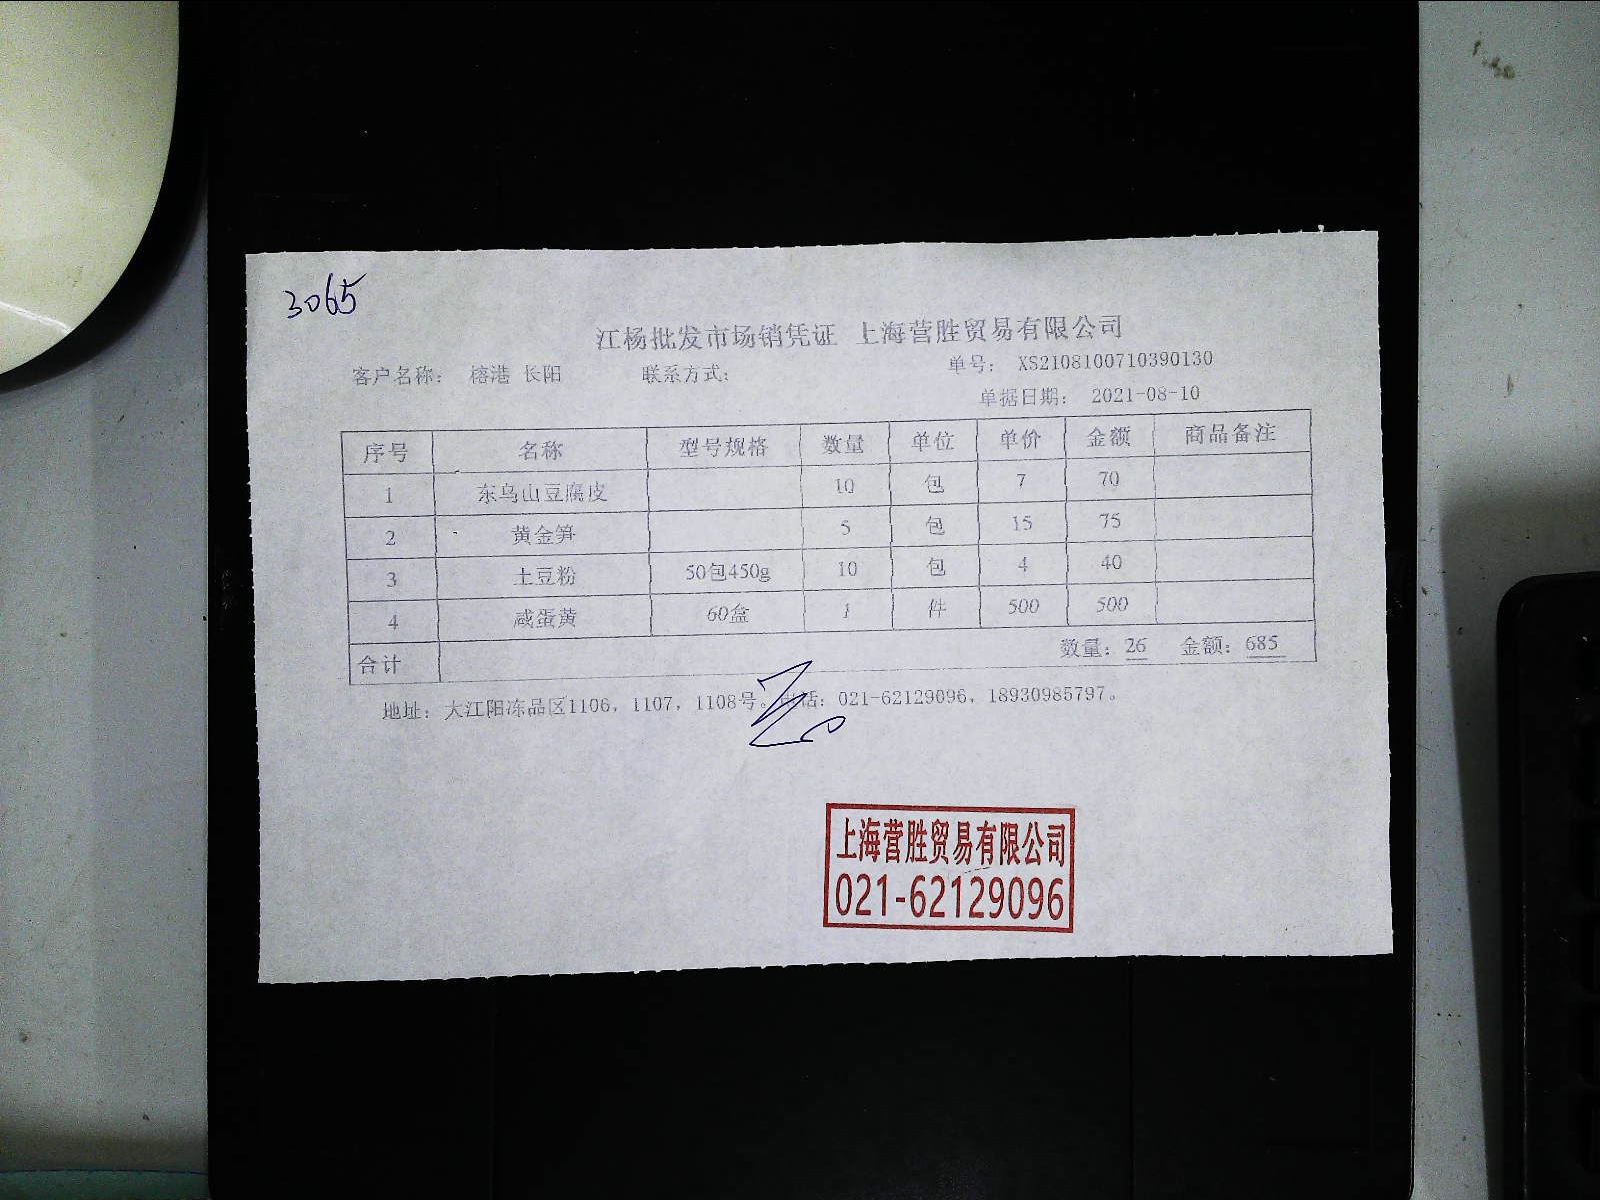 3065
江杨批发市场销凭证 上海营胜贸易有限公司
客户名称： 榕港 长阳 联系方式： 单号： XS2108100710390130
单据日期： 2021-08-10
序号 名称 型号规格 数量 单位 单价 金额 商品备注
1 东乌山豆腐皮 10 包 7 70
2 黄金笋 5 包 15 75
3 土豆粉 50包450g 10 包 4 40
4 咸蛋黄 60盒 1 件 500 500
合计 数量：26 金额：685
地址：大江阳冻品区1106，1107，1108号。电话：021-62129096，18930985797。
上海营胜贸易有限公司
021-62129096